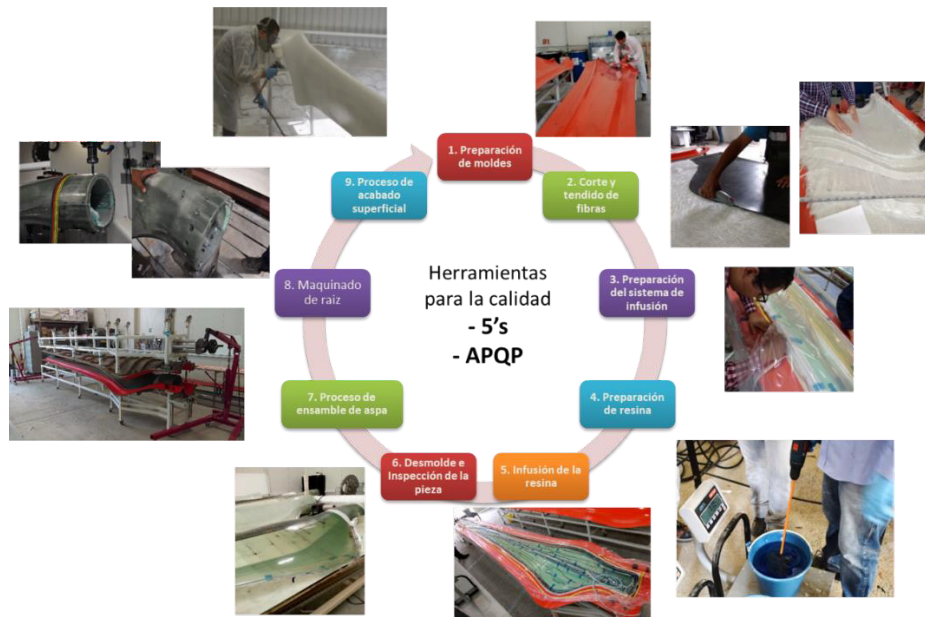 1. Preparación
de moldes
2. Corte y
tendido de
fibras
3. Preparación
del sistema de
infusión
4. Preparación
de resina
5. Infusión de la
resina
6. Desmolde e
Inspección de la
pieza
7. Proceso de
ensamble de aspa
8. Maquinado
de raiz
9. Proceso de
acabado
superficial
Herramientas
para la calidad
- 5’s
- APQP